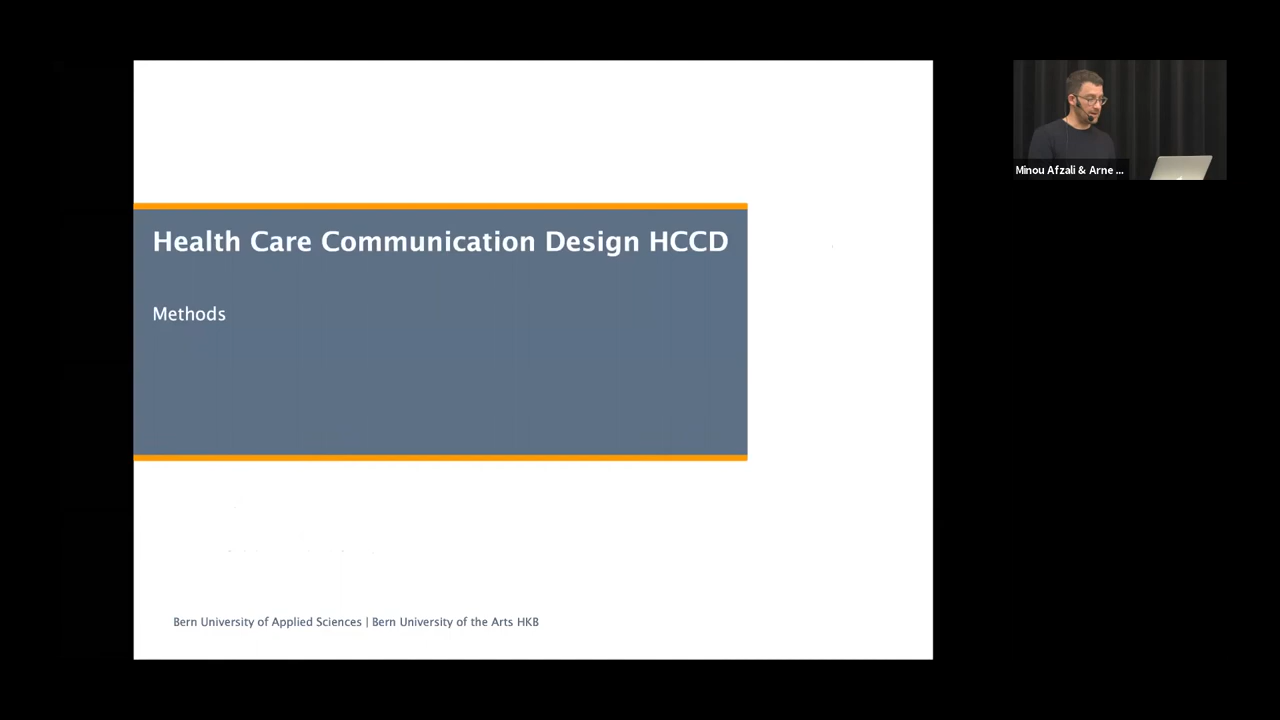 Health Care Communication Design HCCD
Methods
Bern University of Applied Sciences | Bern University of the Arts HKB
Minou Afzali & Arne ...